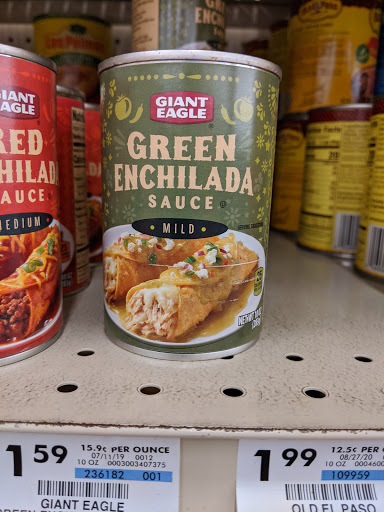 GIANT
EAGLE
GREEN
ENCHILADA
SAUCE
MILD
GIANT
EAGLE
RED
SAUCE
MEDIUM
GREEN
1 59
15.9¢ PER OUNCE
07/11/19 0012
10 OZ 0003003407375
236182 001
GIANT EAGLE
GREEN
1 99
12.5¢ PER
08/27/20
10 OZ
109959
OLD EL PASO